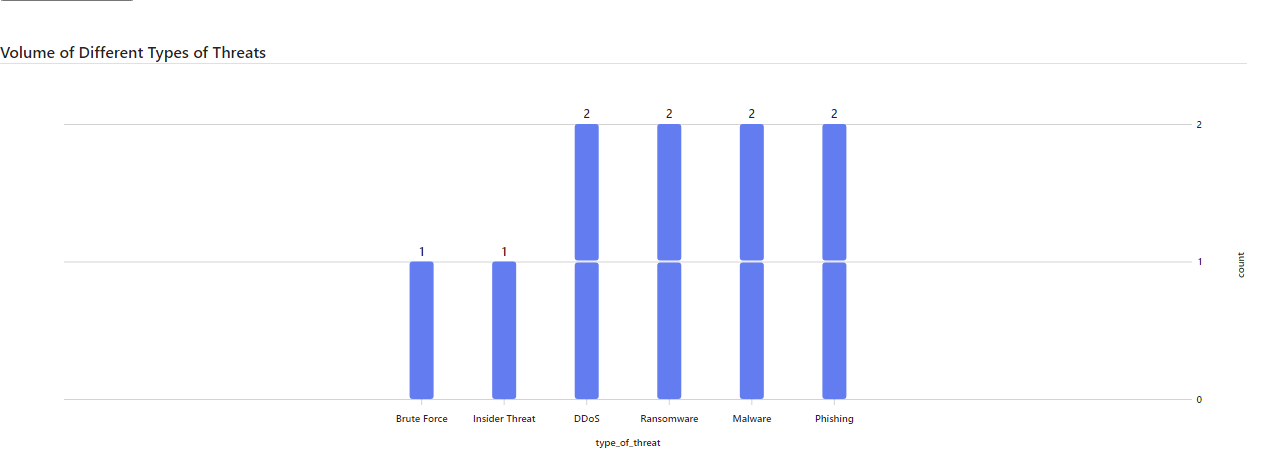 Volume of Different Types of Threats
2 2 2 2
2
1 1
1
count
0
Brute Force Insider Threat DDoS Ransomware Malware Phishing
type_of_threat